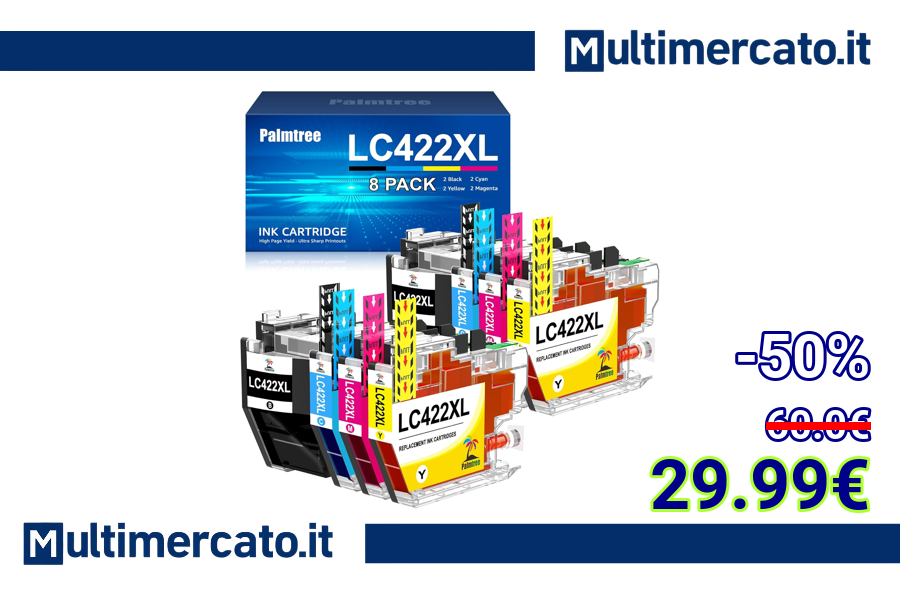 Multimercato.it
Palmtree
Palmtree
LC422XL
8 PACK
2 Black 2 Cyan
2 Yellow 2 Magenta
INK CARTRIDGE
High Page Yield · Ultra Sharp Printouts
LC422XL
LC422XL
LC422XL
LC422XL
LC422XL
REPLACEMENT INK CARTRIDGES
Palmtree
Y
LC422XL
B
LC422XL
C
LC422XL
M
LC422XL
Y
LC422XL
REPLACEMENT INK CARTRIDGES
Palmtree
Y
-50%
60.0€
29.99€
Multimercato.it